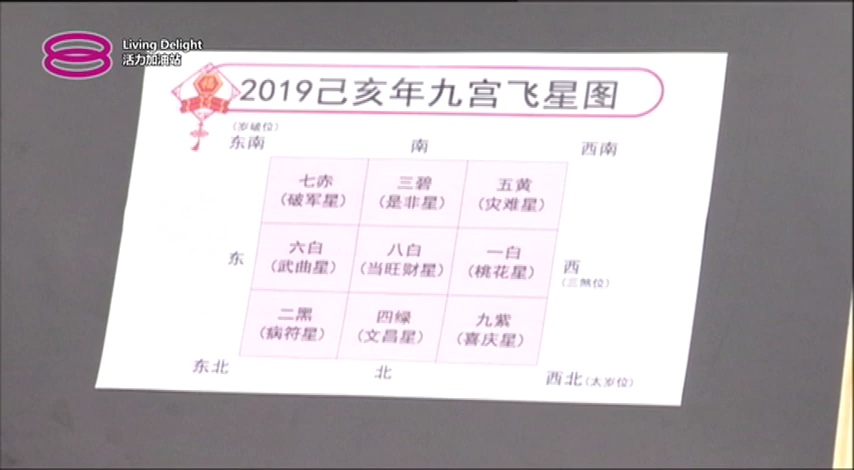 Living Delight
活力加油站
2019己亥年九宫飞星图
(岁破位)
东南 南 西南
七赤 三碧 五黄
(破军星) (是非星) (灾难星)
东 六白 八白 一白 西
(武曲星) (当旺财星) (桃花星) (三煞位)
二黑 四绿 九紫
(病符星) (文昌星) (喜庆星)
东北 北 西北(太岁位)